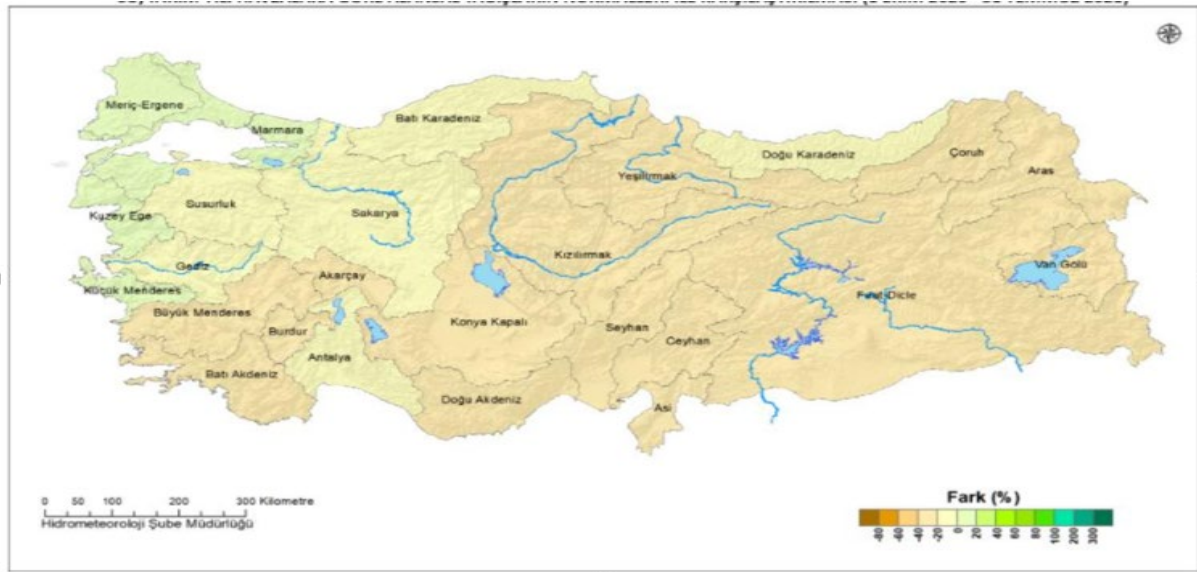 Meriç-Ergene
Marmara
Batı Karadeniz
Doğu Karadeniz
Çoruh
Aras
Yeşilırmak
Kuzey Ege
Susurluk
Sakarya
Kızılırmak
Gediz
Akarçay
Van Gölü
Küçük Menderes
Büyük Menderes
Fırat Dicle
Burdur
Konya Kapalı
Seyhan
Ceyhan
Antalya
Batı Akdeniz
Doğu Akdeniz
Asi
0 50 100 200 300 Kilometre
Hidrometeoroloji Şube Müdürlüğü
Fark (%)
-80 -60 -40 -20 0 20 40 60 80 100 200 300